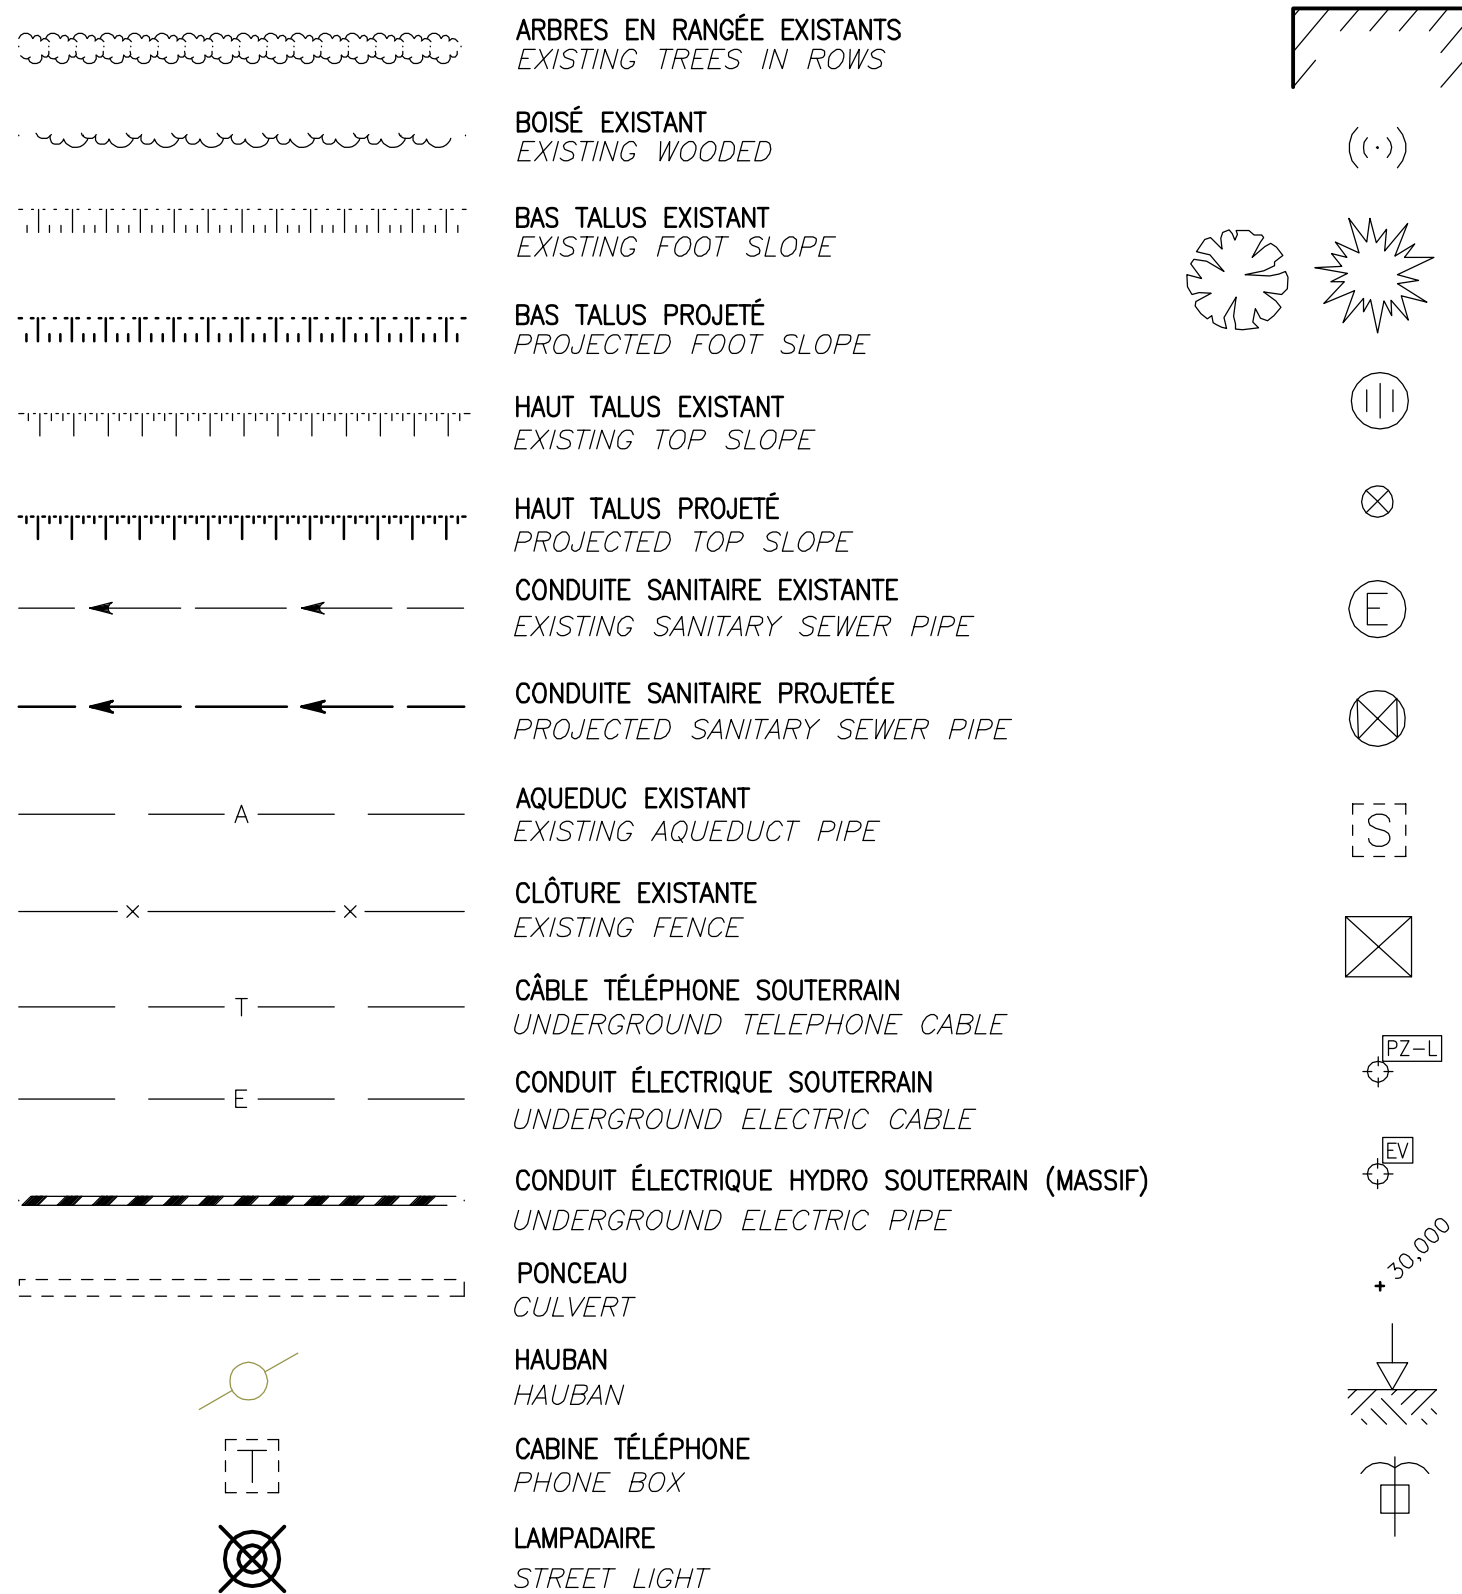 ARBRES EN RANGÉE EXISTANTS
EXISTING TREES IN ROWS
BOISÉ EXISTANT
EXISTING WOODED
BAS TALUS EXISTANT
EXISTING FOOT SLOPE
BAS TALUS PROJETÉ
PROJECTED FOOT SLOPE
HAUT TALUS EXISTANT
EXISTING TOP SLOPE
HAUT TALUS PROJETÉ
PROJECTED TOP SLOPE
CONDUITE SANITAIRE EXISTANTE
EXISTING SANITARY SEWER PIPE
CONDUITE SANITAIRE PROJETÉE
PROJECTED SANITARY SEWER PIPE
A
AQUEDUC EXISTANT
EXISTING AQUEDUCT PIPE
CLÔTURE EXISTANTE
EXISTING FENCE
T
CÂBLE TÉLÉPHONE SOUTERRAIN
UNDERGROUND TELEPHONE CABLE
E
CONDUIT ÉLECTRIQUE SOUTERRAIN
UNDERGROUND ELECTRIC CABLE
CONDUIT ÉLECTRIQUE HYDRO SOUTERRAIN (MASSIF)
UNDERGROUND ELECTRIC PIPE
PONCEAU
CULVERT
HAUBAN
HAUBAN
T
CABINE TÉLÉPHONE
PHONE BOX
LAMPADAIRE
STREET LIGHT
E
S
PZ-L
EV
30,000